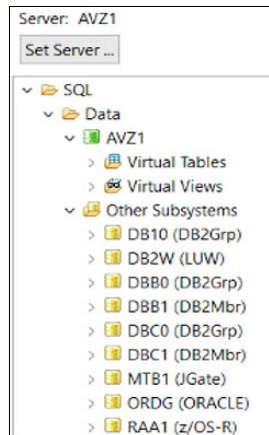 Server: AVZ1
Set Server ...
SQL
Data
AVZ1
Virtual Tables
Virtual Views
Other Subsystems
DB10 (DB2Grp)
DB2W (LUW)
DBB0 (DB2Grp)
DBB1 (DB2Mbr)
DBC0 (DB2Grp)
DBC1 (DB2Mbr)
MTB1 (JGate)
ORDG (ORACLE)
RAA1 (z/OS-R)